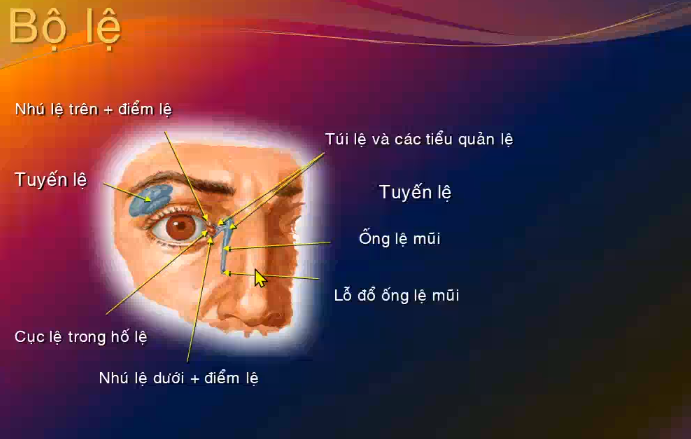 Bộ lệ
Nhú lệ trên + điểm lệ
Túi lệ và các tiểu quản lệ
Tuyến lệ
Tuyến lệ
Ống lệ mũi
Lỗ đổ ống lệ mũi
Cục lệ trong hố lệ
Nhú lệ dưới + điểm lệ